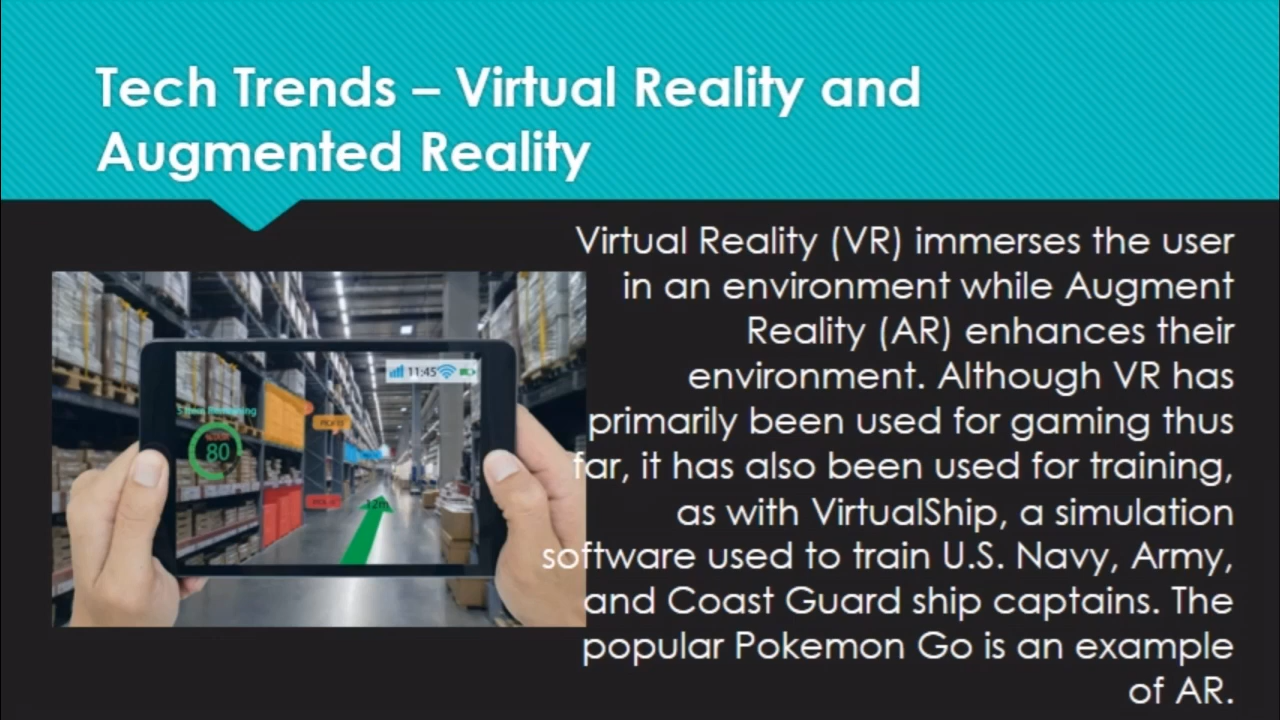 Tech Trends – Virtual Reality and
Augmented Reality
Virtual Reality (VR) immerses the user
in an environment while Augment
Reality (AR) enhances their
environment. Although VR has
primarily been used for gaming thus
far, it has also been used for training,
as with VirtualShip, a simulation
software used to train U.S. Navy, Army,
and Coast Guard ship captains. The
popular Pokemon Go is an example
of AR.
11:45
80
12m